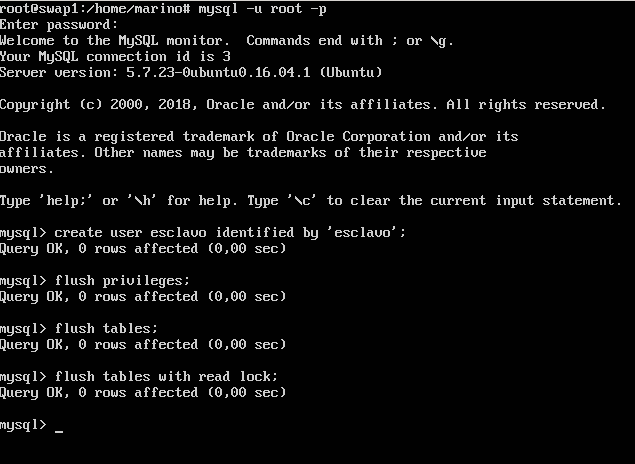 root@swap1:/home/marino# mysql -u root -p
Enter password:
Welcome to the MySQL monitor.  Commands end with ; or \g.
Your MySQL connection id is 3
Server version: 5.7.23-0ubuntu0.16.04.1 (Ubuntu)
Copyright (c) 2000, 2018, Oracle and/or its affiliates. All rights reserved.
Oracle is a registered trademark of Oracle Corporation and/or its
affiliates. Other names may be trademarks of their respective
owners.
Type 'help;' or '\h' for help. Type '\c' to clear the current input statement.
mysql> create user esclavo identified by 'esclavo';
Query OK, 0 rows affected (0,00 sec)
mysql> flush privileges;
Query OK, 0 rows affected (0,00 sec)
mysql> flush tables;
Query OK, 0 rows affected (0,00 sec)
mysql> flush tables with read lock;
Query OK, 0 rows affected (0,00 sec)
mysql> _